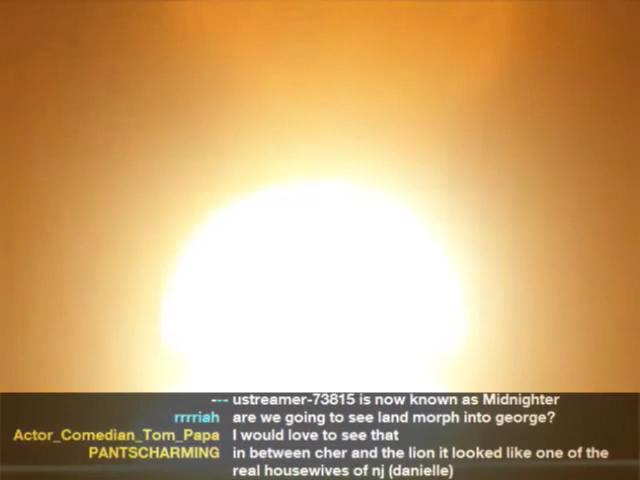 --- ustreamer-73815 is now known as Midnighter
rrrriah are we going to see land morph into george?
Actor_Comedian_Tom_Papa I would love to see that
PANTSCHARMING in between cher and the lion it looked like one of the
real housewives of nj (danielle)